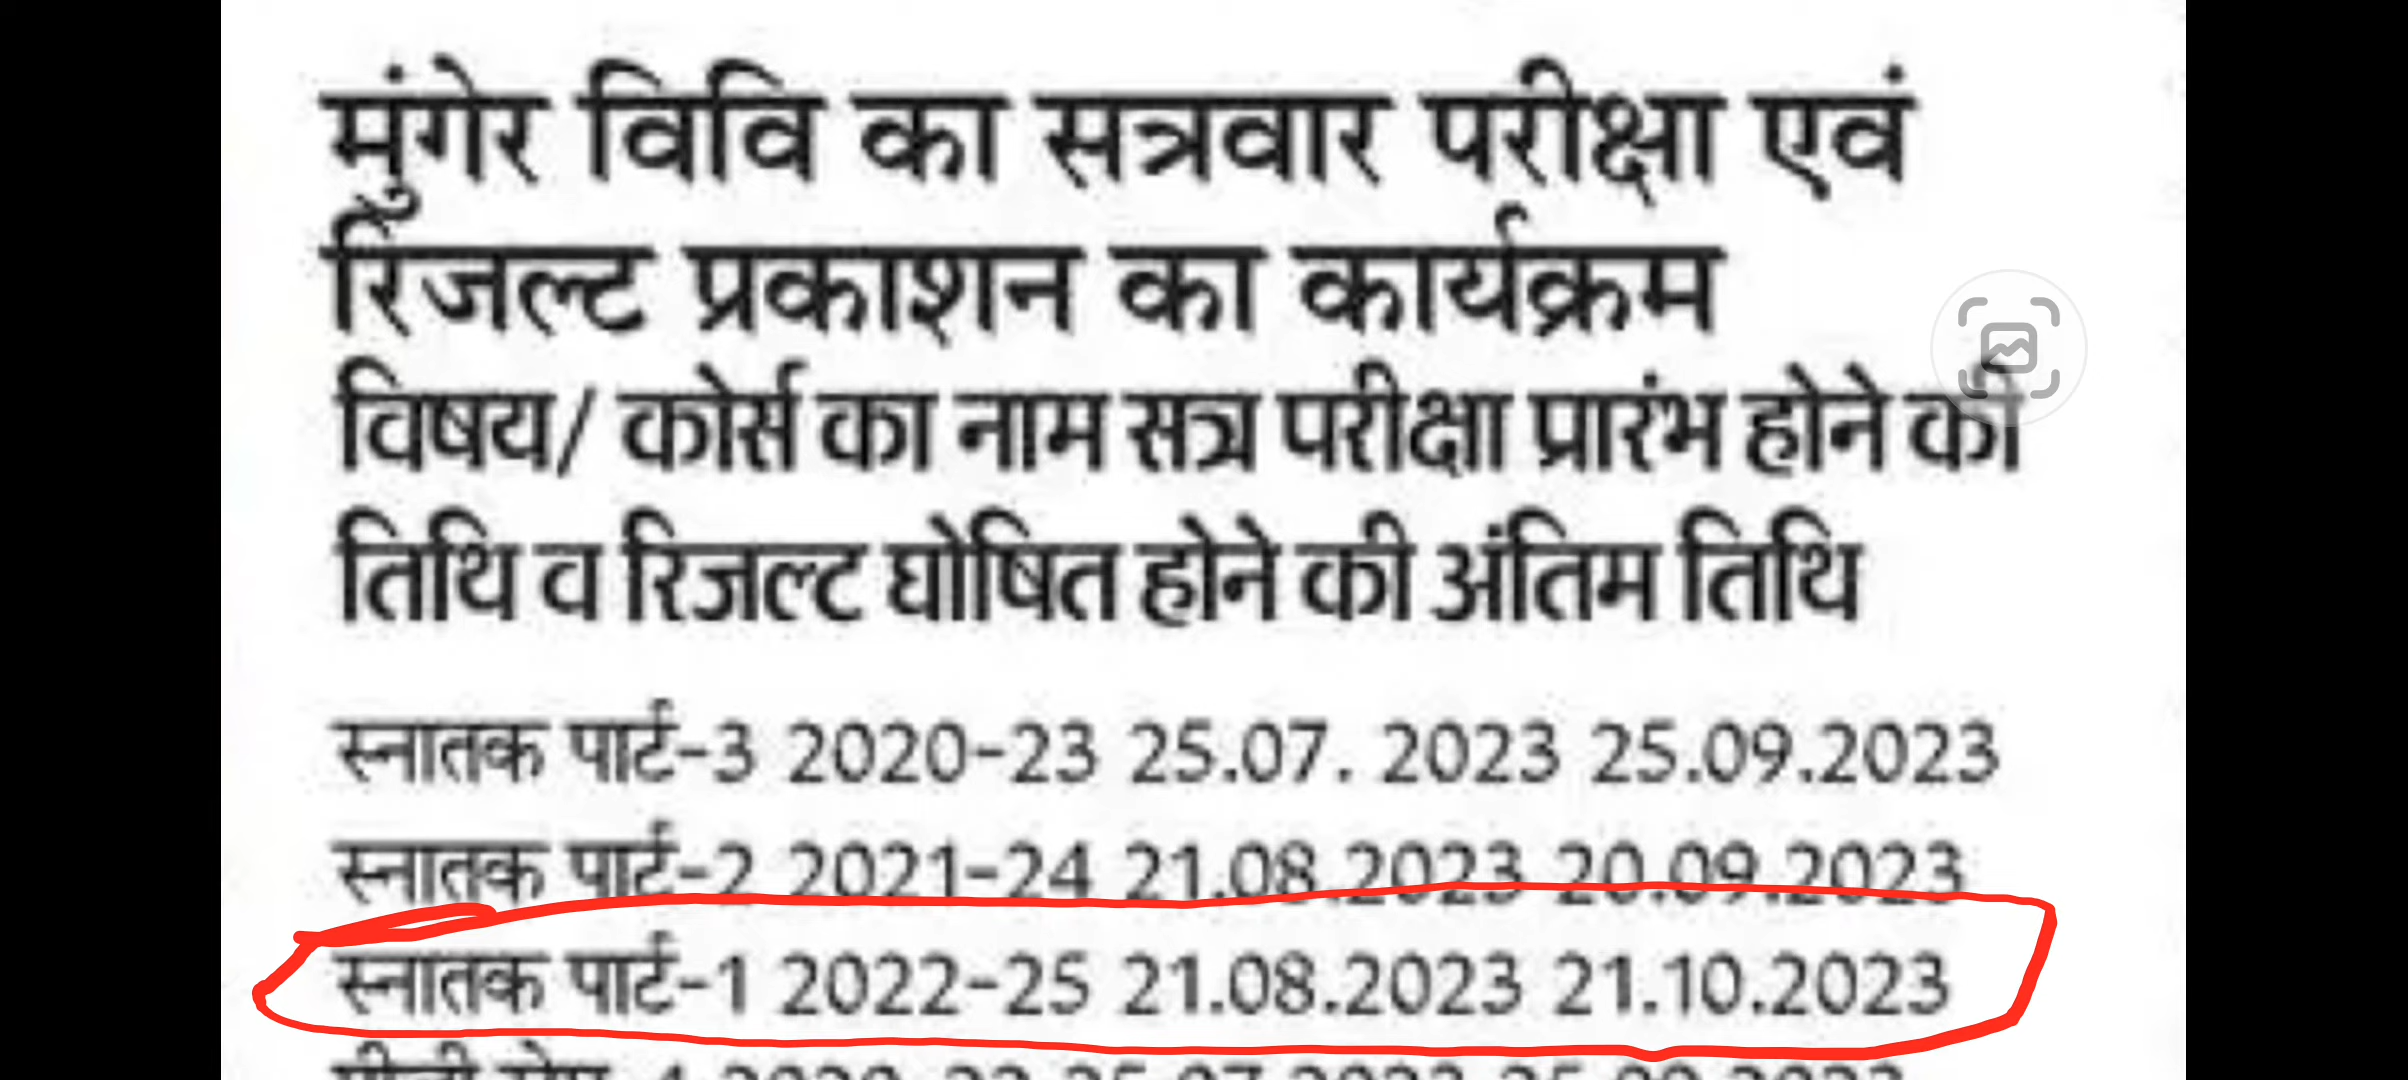 मुंगेर विवि का सत्रवार परीक्षा एवं
रिजल्ट प्रकाशन का कार्यक्रम
विषय/ कोर्स का नाम सत्र परीक्षा प्रारंभ होने की
तिथि व रिजल्ट घोषित होने की अंतिम तिथि
स्नातक पार्ट-3 2020-23 25.07. 2023 25.09.2023
स्नातक पार्ट-2 2021-24 21.08.2023 20.09.2023
स्नातक पार्ट-1 2022-25 21.08.2023 21.10.2023